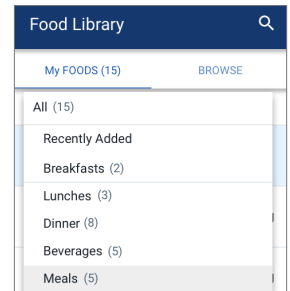 Food Library
My FOODS (15) BROWSE
All (15)
Recently Added
Breakfasts (2)
Lunches (3)
Dinner (8)
Beverages (5)
Meals (5)